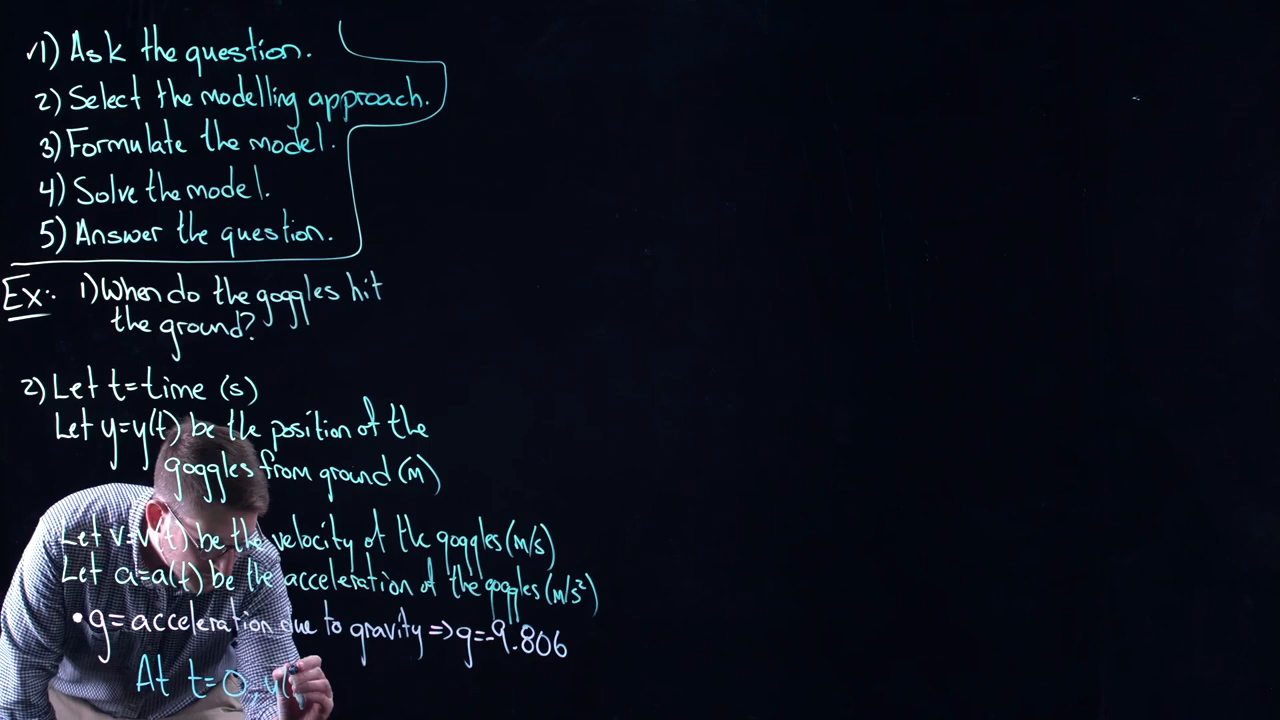 ✓1) Ask the question.
2) Select the modelling approach.
3) Formulate the model.
4) Solve the model.
5) Answer the question.
Ex: 1) When do the goggles hit
the ground?
2) Let t=time (s)
Let y=y(t) be the position of the
goggles from ground (m)
Let v=v(t) be the velocity of the goggles (m/s)
Let a=a(t) be the acceleration of the goggles (m/s²)
• g= acceleration due to gravity ⇒ g=-9.806
At t=0, y(